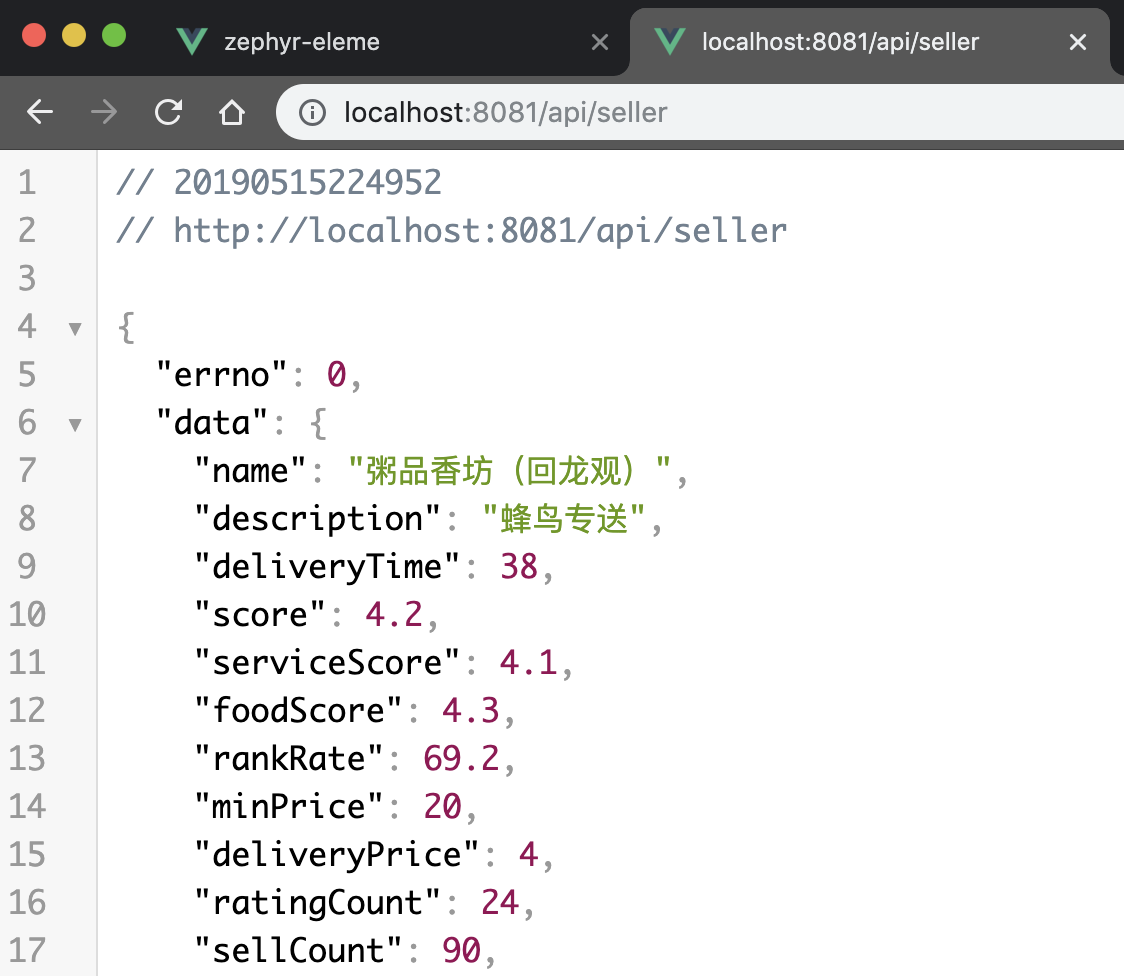 zephyr-eleme
localhost:8081/api/seller
localhost:8081/api/seller
1 // 20190515224952
2 // http://localhost:8081/api/seller
3
4 {
5 "errno": 0,
6 "data": {
7 "name": "粥品香坊（回龙观）",
8 "description": "蜂鸟专送",
9 "deliveryTime": 38,
10 "score": 4.2,
11 "serviceScore": 4.1,
12 "foodScore": 4.3,
13 "rankRate": 69.2,
14 "minPrice": 20,
15 "deliveryPrice": 4,
16 "ratingCount": 24,
17 "sellCount": 90,